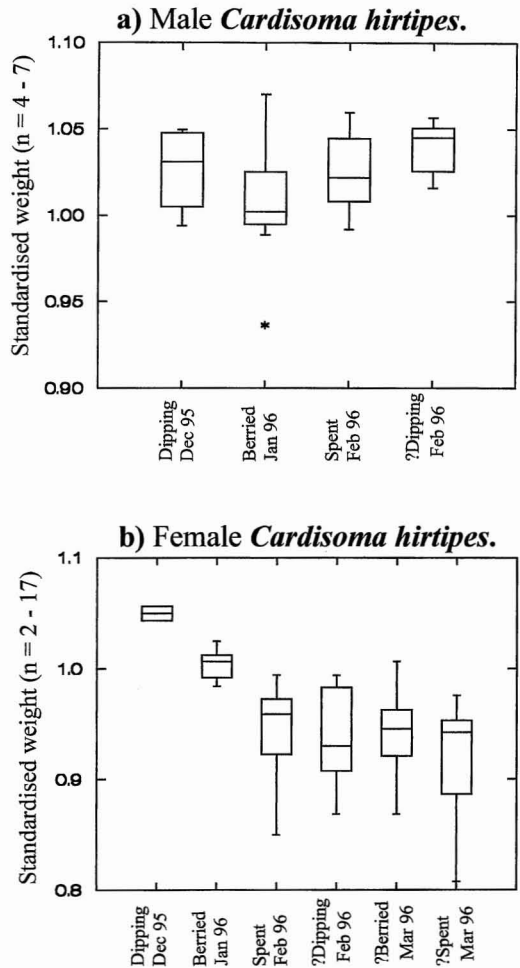 a) Male Cardisoma hirtipes.
Standardised weight (n = 4 - 7)
1.10
1.05
1.00
0.95
0.90
*
Dipping
Dec 95
Berried
Jan 96
Spent
Feb 96
?Dipping
Feb 96
b) Female Cardisoma hirtipes.
Standardised weight (n = 2 - 17)
1.1
1.0
0.9
0.8
Dipping
Dec 95
Berried
Jan 96
Spent
Feb 96
?Dipping
Feb 96
?Berried
Mar 96
?Spent
Mar 96